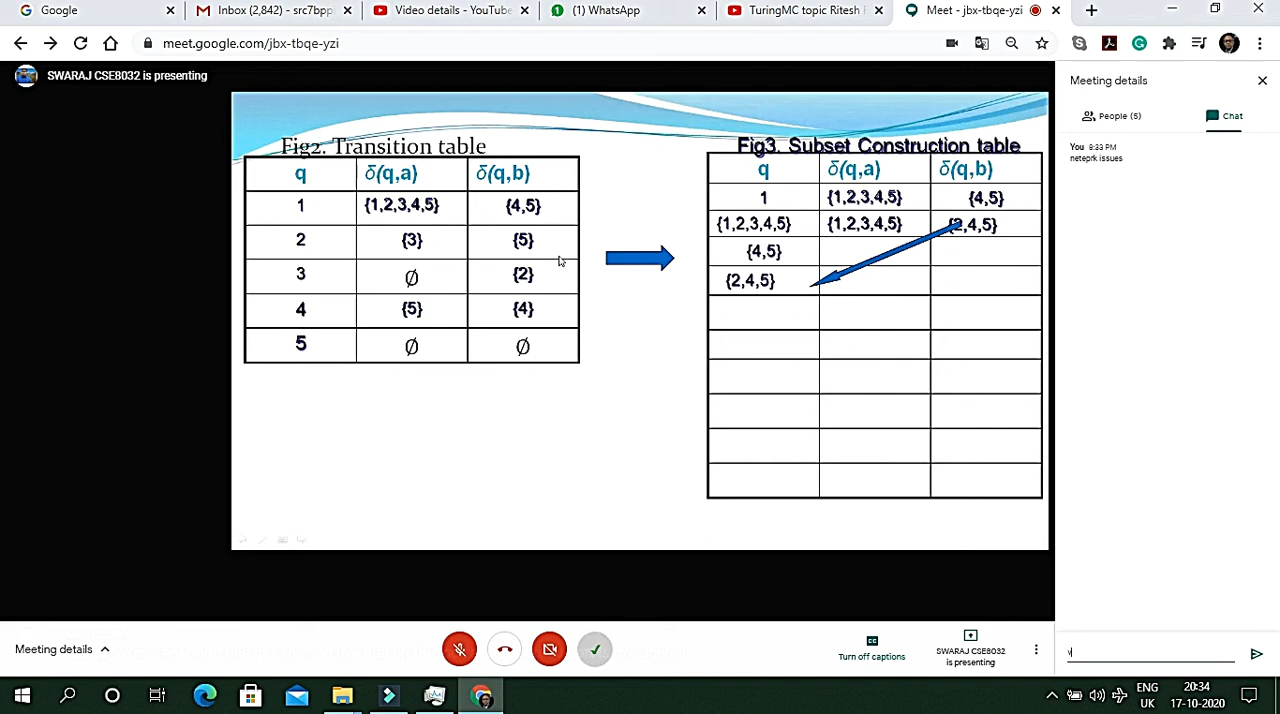 Google
Inbox (2,842) - src7bpp
Video details - YouTube
(1) WhatsApp
TuringMC topic Ritesh
Meet - jbx-tbqe-yzi
meet.google.com/jbx-tbqe-yzi
SWARAJ CSE8032 is presenting
Meeting details
People (5)
Chat
You 8:33 PM
neteprk issues
Fig2. Transition table
q δ(q,a) δ(q,b)
1 {1,2,3,4,5} {4,5}
2 {3} {5}
3 ∅ {2}
4 {5} {4}
5 ∅ ∅
Fig3. Subset Construction table
q δ(q,a) δ(q,b)
1 {1,2,3,4,5} {4,5}
{1,2,3,4,5} {1,2,3,4,5} {2,4,5}
{4,5}
{2,4,5}
Meeting details
Turn off captions
SWARAJ CSE8032
is presenting
ENG
UK
20:34
17-10-2020